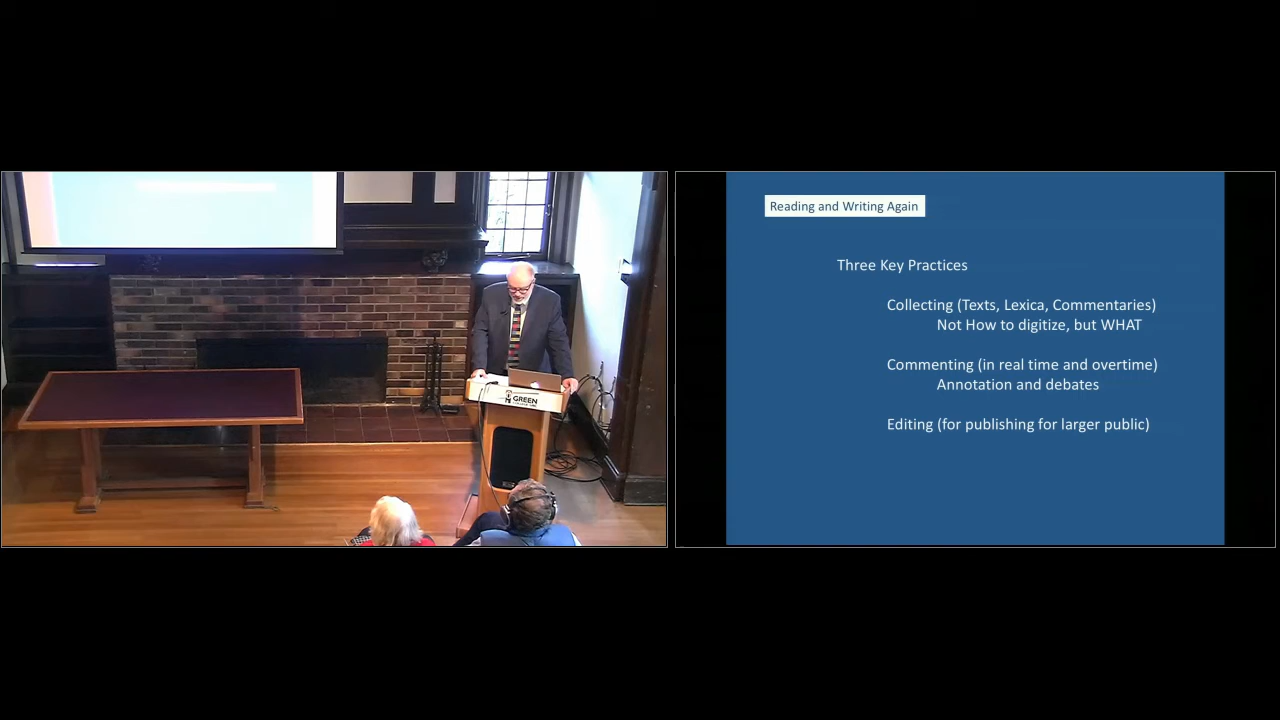 GREEN
Reading and Writing Again
Three Key Practices
Collecting (Texts, Lexica, Commentaries)
Not How to digitize, but WHAT
Commenting (in real time and overtime)
Annotation and debates
Editing (for publishing for larger public)